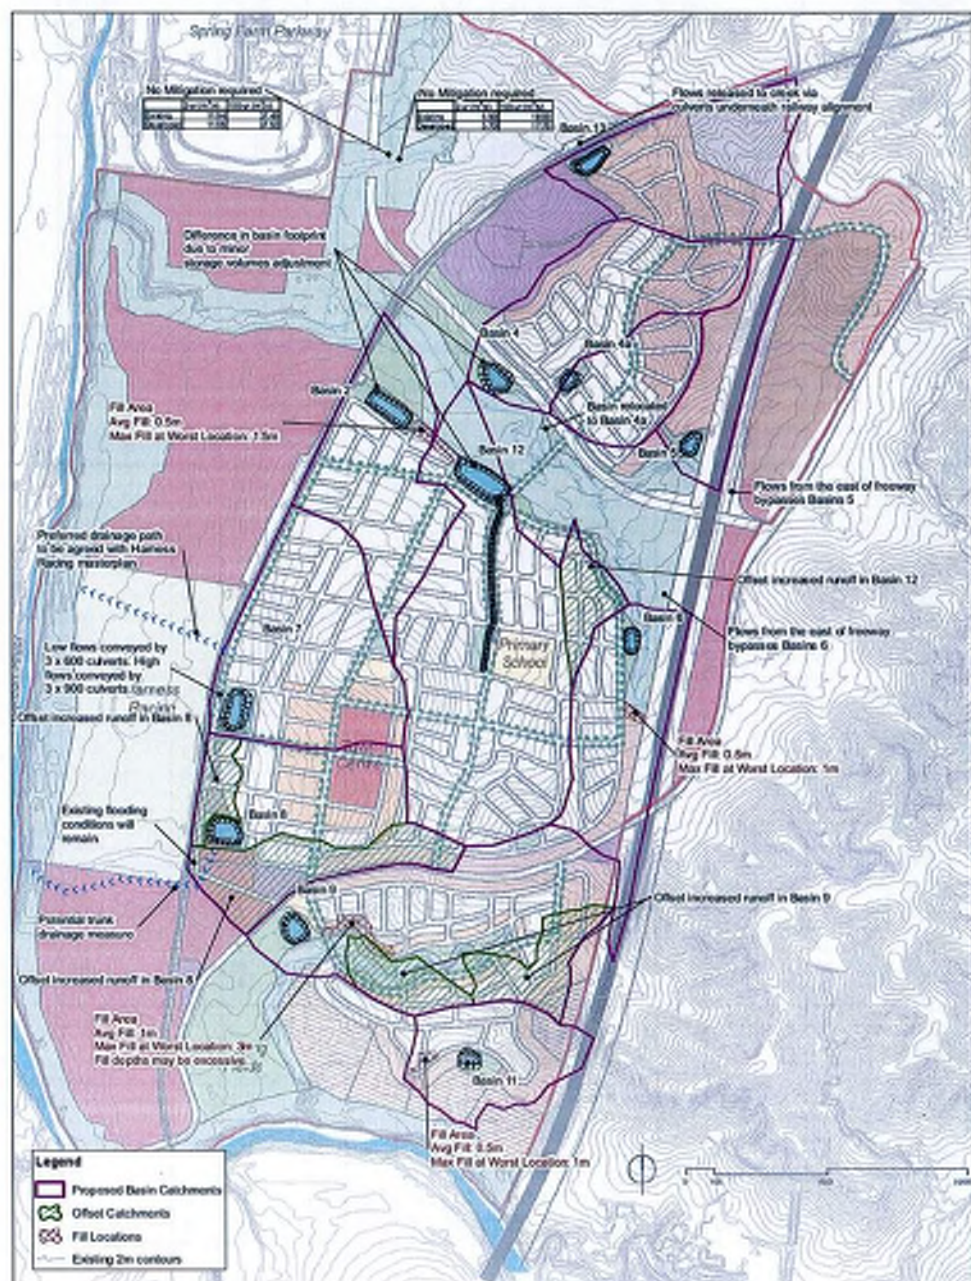 Spring Farm Parkway
No Mitigation required
No Mitigation required
Flows released to creek via
culverts underneath railway alignment
Basin 13
Difference in basin footprint
due to minor
storage volumes adjustment
Basin 4
Basin 4a
Basin
Fill Area
Avg Fill: 0.5m
Max Fill at Worst Location: 1.5m
Basin relocated
to Basin 4a
Basin 12
Basin 5
Flows from the east of freeway
bypasses Basins 5
Preferred drainage path
to be agreed with Harness
Racing masterplan
Offset increased runoff in Basin 12
Basin 7
Basin 6
Flows from the east of freeway
bypasses Basins 6
Primary
School
Low flows conveyed by
3 x 600 culverts. High
flows conveyed by
3 x 900 culverts
Harness
Racing
Offset increased runoff in Basin 8
Fill Area
Avg Fill: 0.5m
Max Fill at Worst Location: 1m
Existing flooding
conditions will
remain
Basin 8
Basin 9
Offset increased runoff in Basin 9
Potential trunk
drainage measure
Offset increased runoff in Basin 8
Fill Area
Avg Fill: 1m
Max Fill at Worst Location: 3m
Fill depths may be excessive
Basin 11
Fill Area
Avg Fill: 0.5m
Max Fill at Worst Location: 1m
Legend
Proposed Basin Catchments
Offset Catchments
Fill Locations
Existing 2m contours